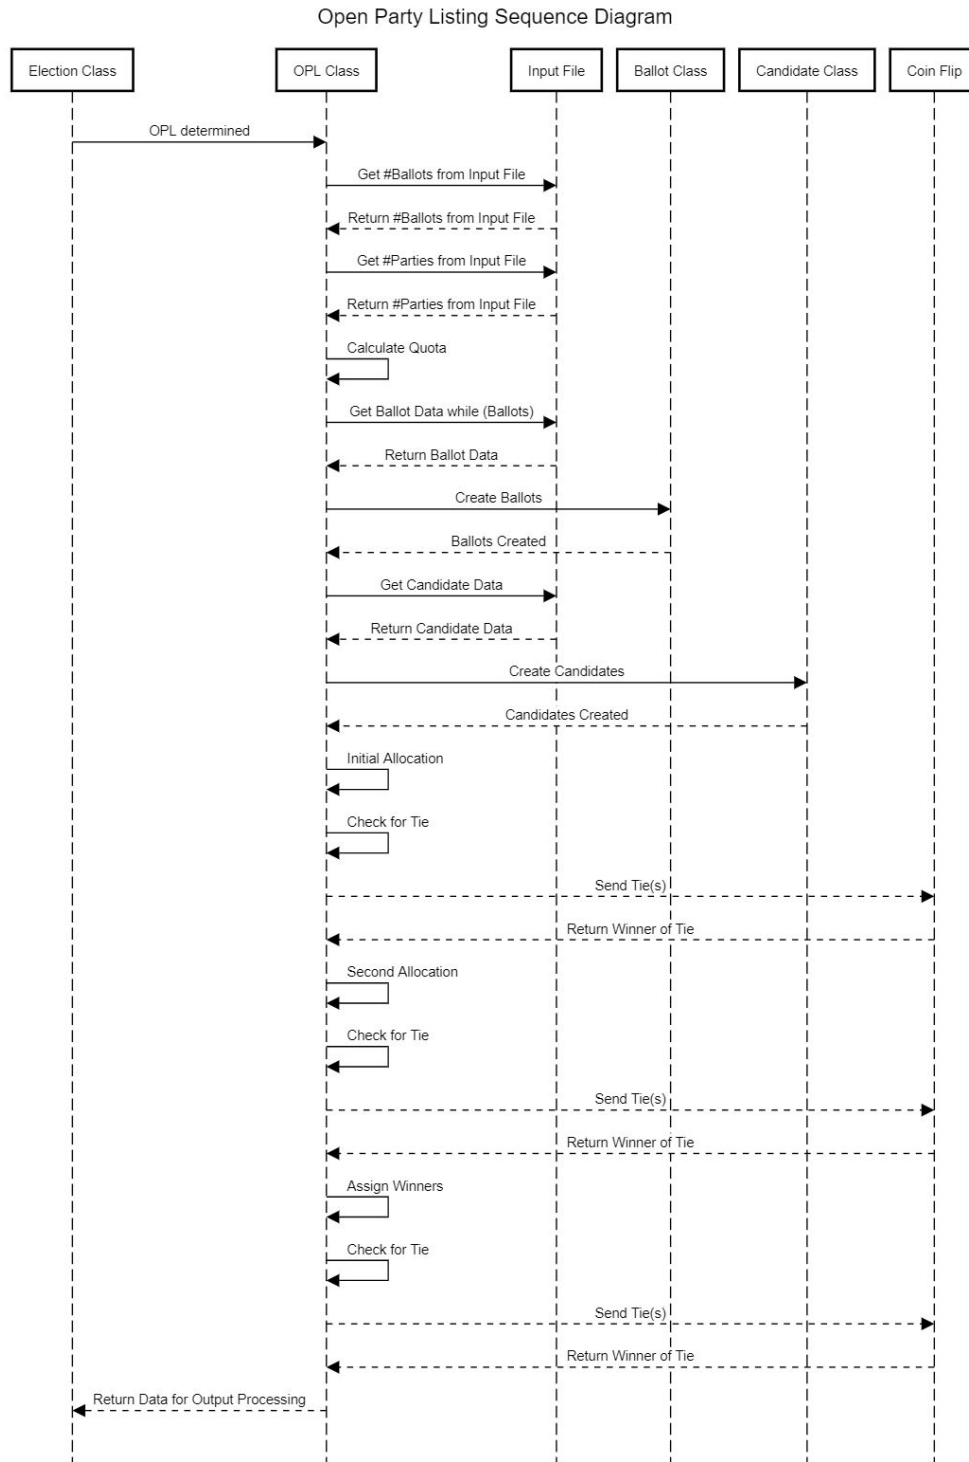 Open Party Listing Sequence Diagram
Election Class
OPL Class
Input File
Ballot Class
Candidate Class
Coin Flip
OPL determined
Get #Ballots from Input File
Return #Ballots from Input File
Get #Parties from Input File
Return #Parties from Input File
Calculate Quota
Get Ballot Data while (Ballots)
Return Ballot Data
Create Ballots
Ballots Created
Get Candidate Data
Return Candidate Data
Create Candidates
Candidates Created
Initial Allocation
Check for Tie
Send Tie(s)
Return Winner of Tie
Second Allocation
Check for Tie
Send Tie(s)
Return Winner of Tie
Assign Winners
Check for Tie
Send Tie(s)
Return Winner of Tie
Return Data for Output Processing